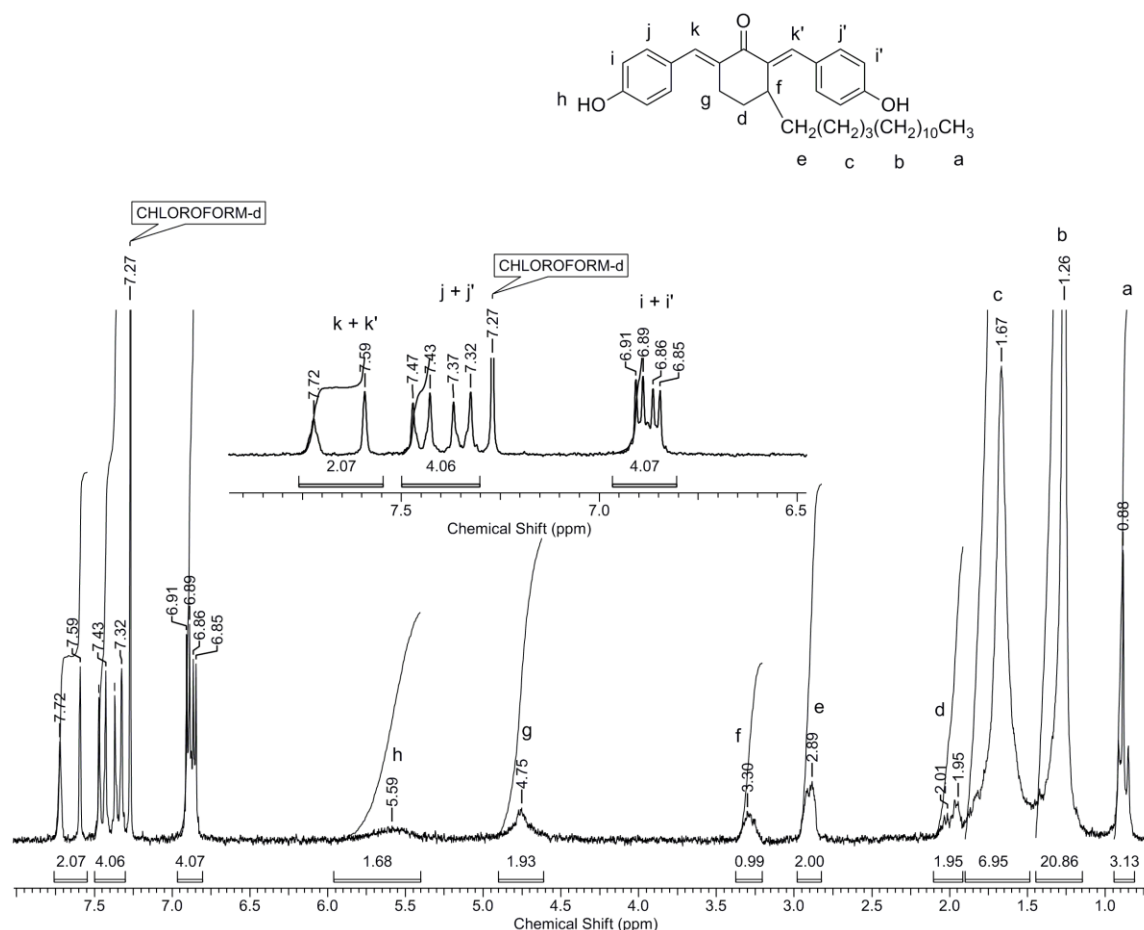 O
j k k' j'
i i'
f
h HO g OH
d CH₂(CH₂)₃(CH₂)₁₀CH₃
e c b a
CHLOROFORM-d
7.27
CHLOROFORM-d
k + k' j + j' i + i'
7.72 7.59 7.47 7.43 7.37 7.32 7.27 6.91 6.89 6.86 6.85
2.07 4.06 4.07
7.5 7.0 6.5
Chemical Shift (ppm)
b
1.26
c a
1.67
0.88
7.72 7.59 7.43 7.32 6.91 6.89 6.86 6.85
h g f e d
5.59 4.75 3.30 2.89 2.01 1.95
2.07 4.06 4.07 1.68 1.93 0.99 2.00 1.95 6.95 20.86 3.13
7.5 7.0 6.5 6.0 5.5 5.0 4.5 4.0 3.5 3.0 2.5 2.0 1.5 1.0
Chemical Shift (ppm)